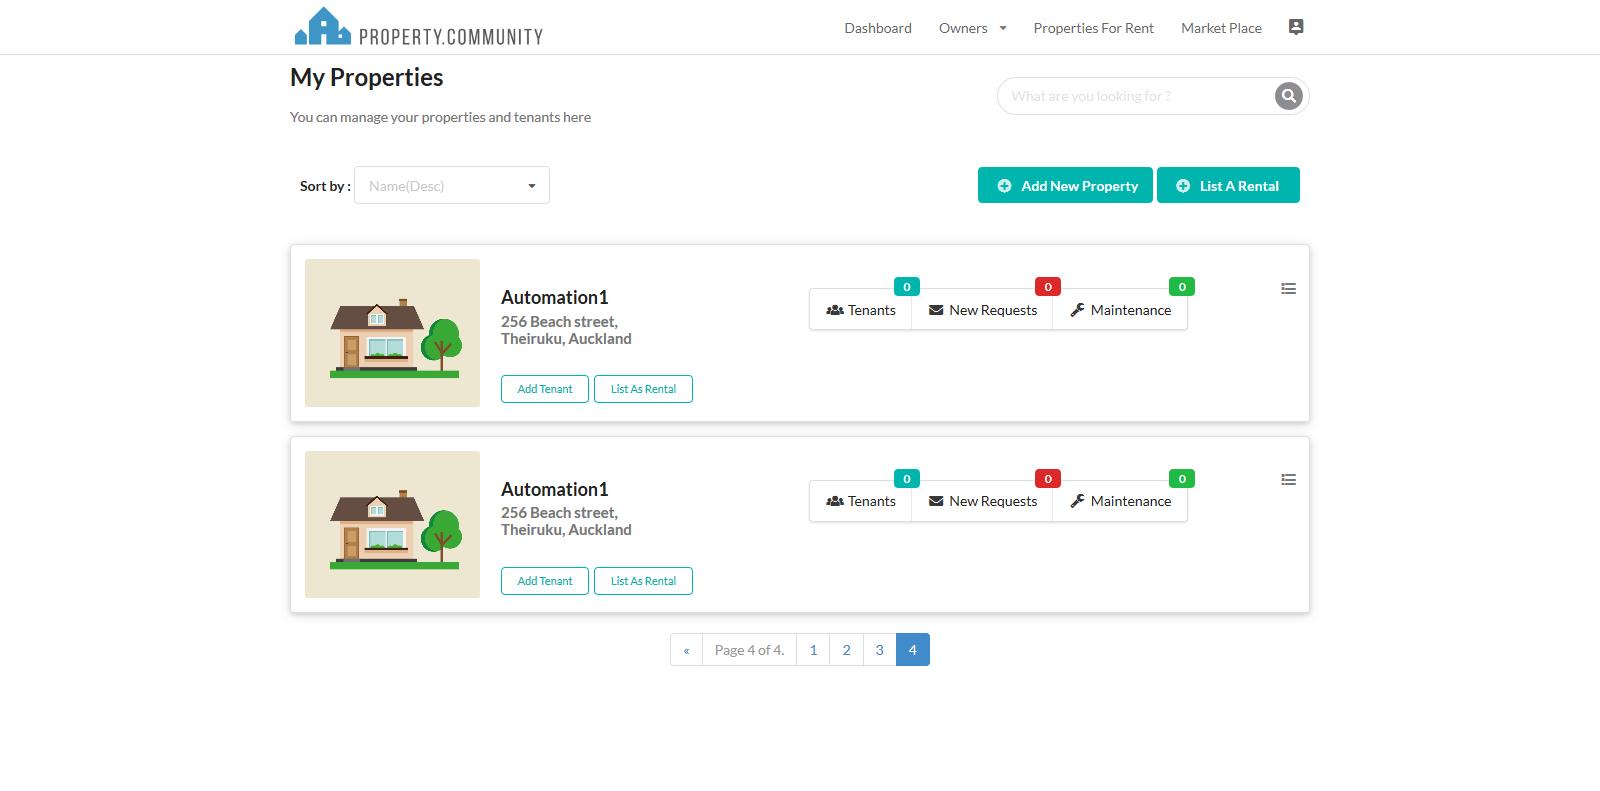 PROPERTY.COMMUNITY
Dashboard Owners Properties For Rent Market Place
My Properties
What are you looking for ?
You can manage your properties and tenants here
Sort by : Name(Desc)
Add New Property List A Rental
0 0 0
Automation1
Tenants New Requests Maintenance
256 Beach street,
Theiruku, Auckland
Add Tenant List As Rental
0 0 0
Automation1
Tenants New Requests Maintenance
256 Beach street,
Theiruku, Auckland
Add Tenant List As Rental
« Page 4 of 4. 1 2 3 4